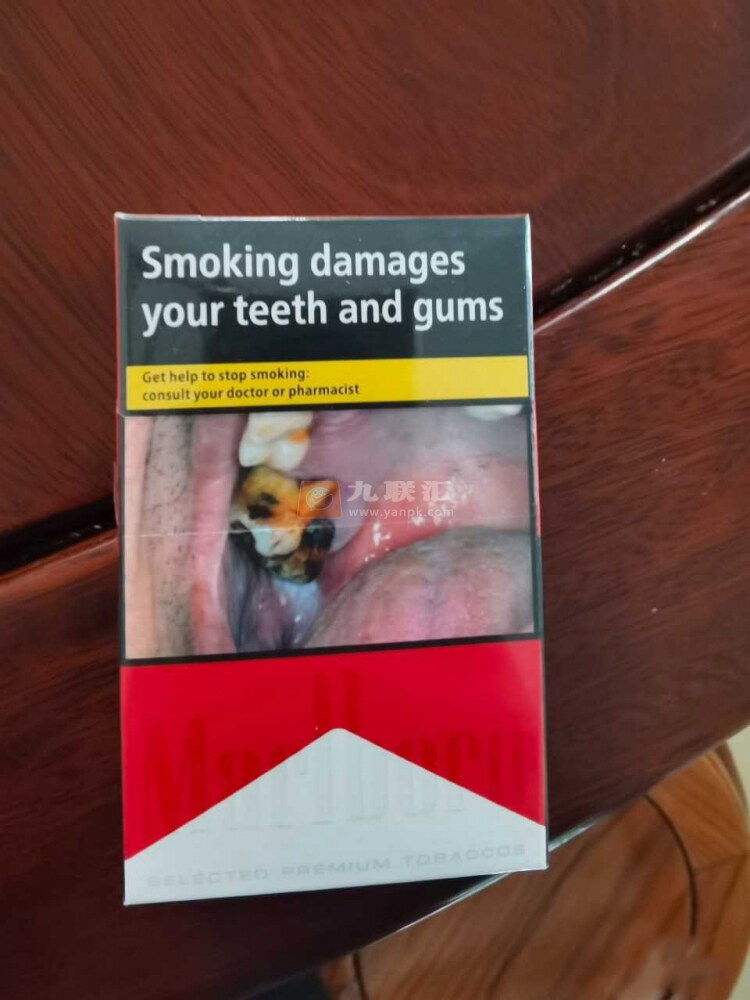 Smoking damages
your teeth and gums
Get help to stop smoking:
consult your doctor or pharmacist
九联汇
www.yanpk.com
Marlboro
SELECTED PREMIUM TOBACCOS